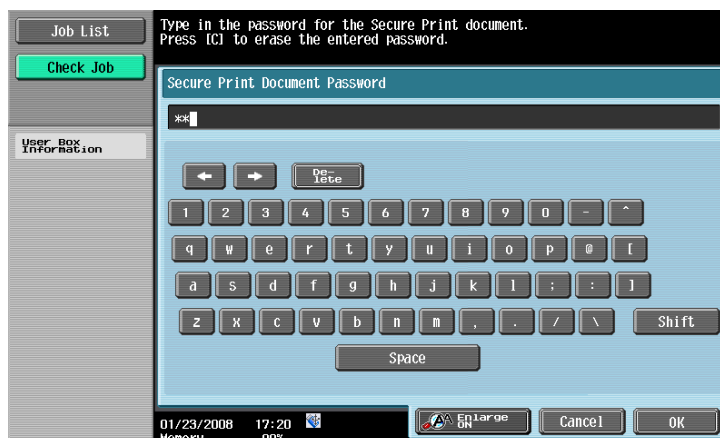 Job List
Check Job
User Box
Information
Type in the password for the Secure Print document.
Press [C] to erase the entered password.
Secure Print Document Password
**
De-
lete
1 2 3 4 5 6 7 8 9 0 - ^
q w e r t y u i o p @ [
a s d f g h j k l ; : ]
z x c v b n m , . / \ Shift
Space
01/23/2008 17:20
Memory
Enlarge
ON
Cancel
OK